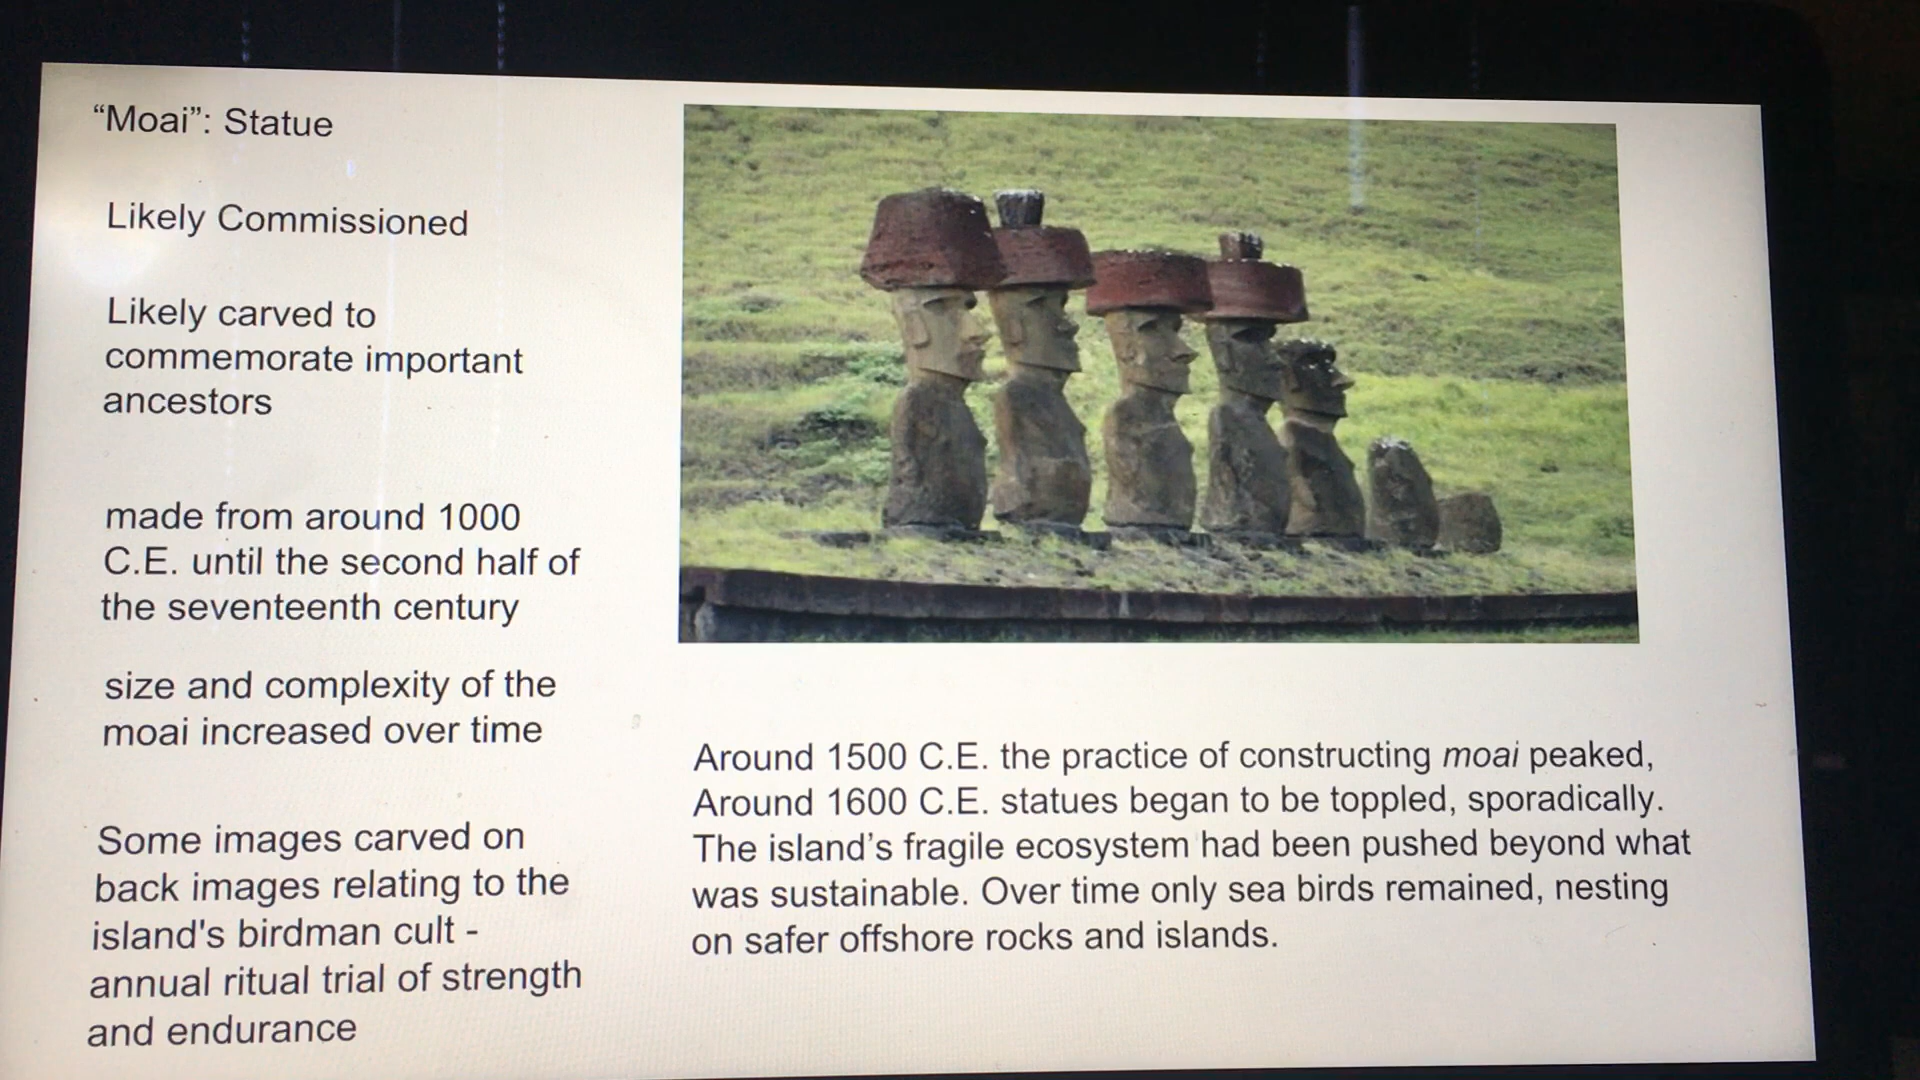 “Moai”: Statue
Likely Commissioned
Likely carved to
commemorate important
ancestors
made from around 1000
C.E. until the second half of
the seventeenth century
size and complexity of the
moai increased over time
Some images carved on
back images relating to the
island's birdman cult -
annual ritual trial of strength
and endurance
Around 1500 C.E. the practice of constructing moai peaked,
Around 1600 C.E. statues began to be toppled, sporadically.
The island’s fragile ecosystem had been pushed beyond what
was sustainable. Over time only sea birds remained, nesting
on safer offshore rocks and islands.